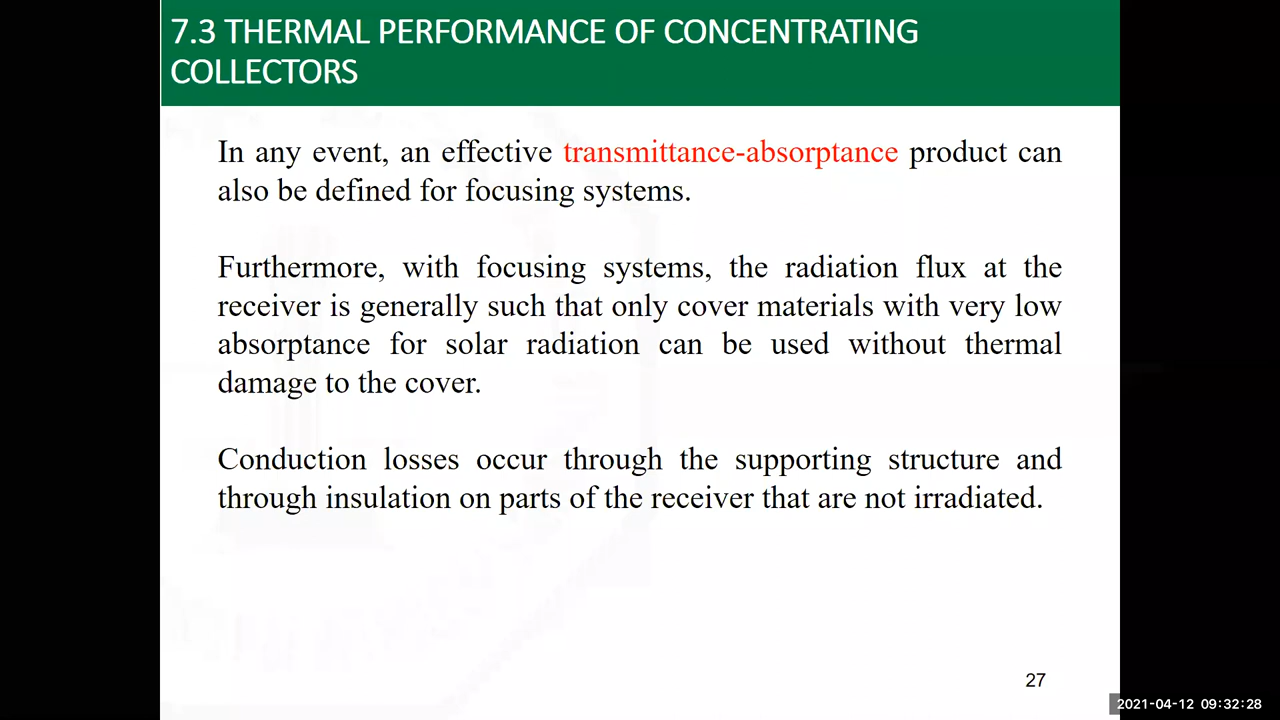 7.3 THERMAL PERFORMANCE OF CONCENTRATING
COLLECTORS
In any event, an effective transmittance-absorptance product can
also be defined for focusing systems.
Furthermore, with focusing systems, the radiation flux at the
receiver is generally such that only cover materials with very low
absorptance for solar radiation can be used without thermal
damage to the cover.
Conduction losses occur through the supporting structure and
through insulation on parts of the receiver that are not irradiated.
27
2021-04-12 09:32:28